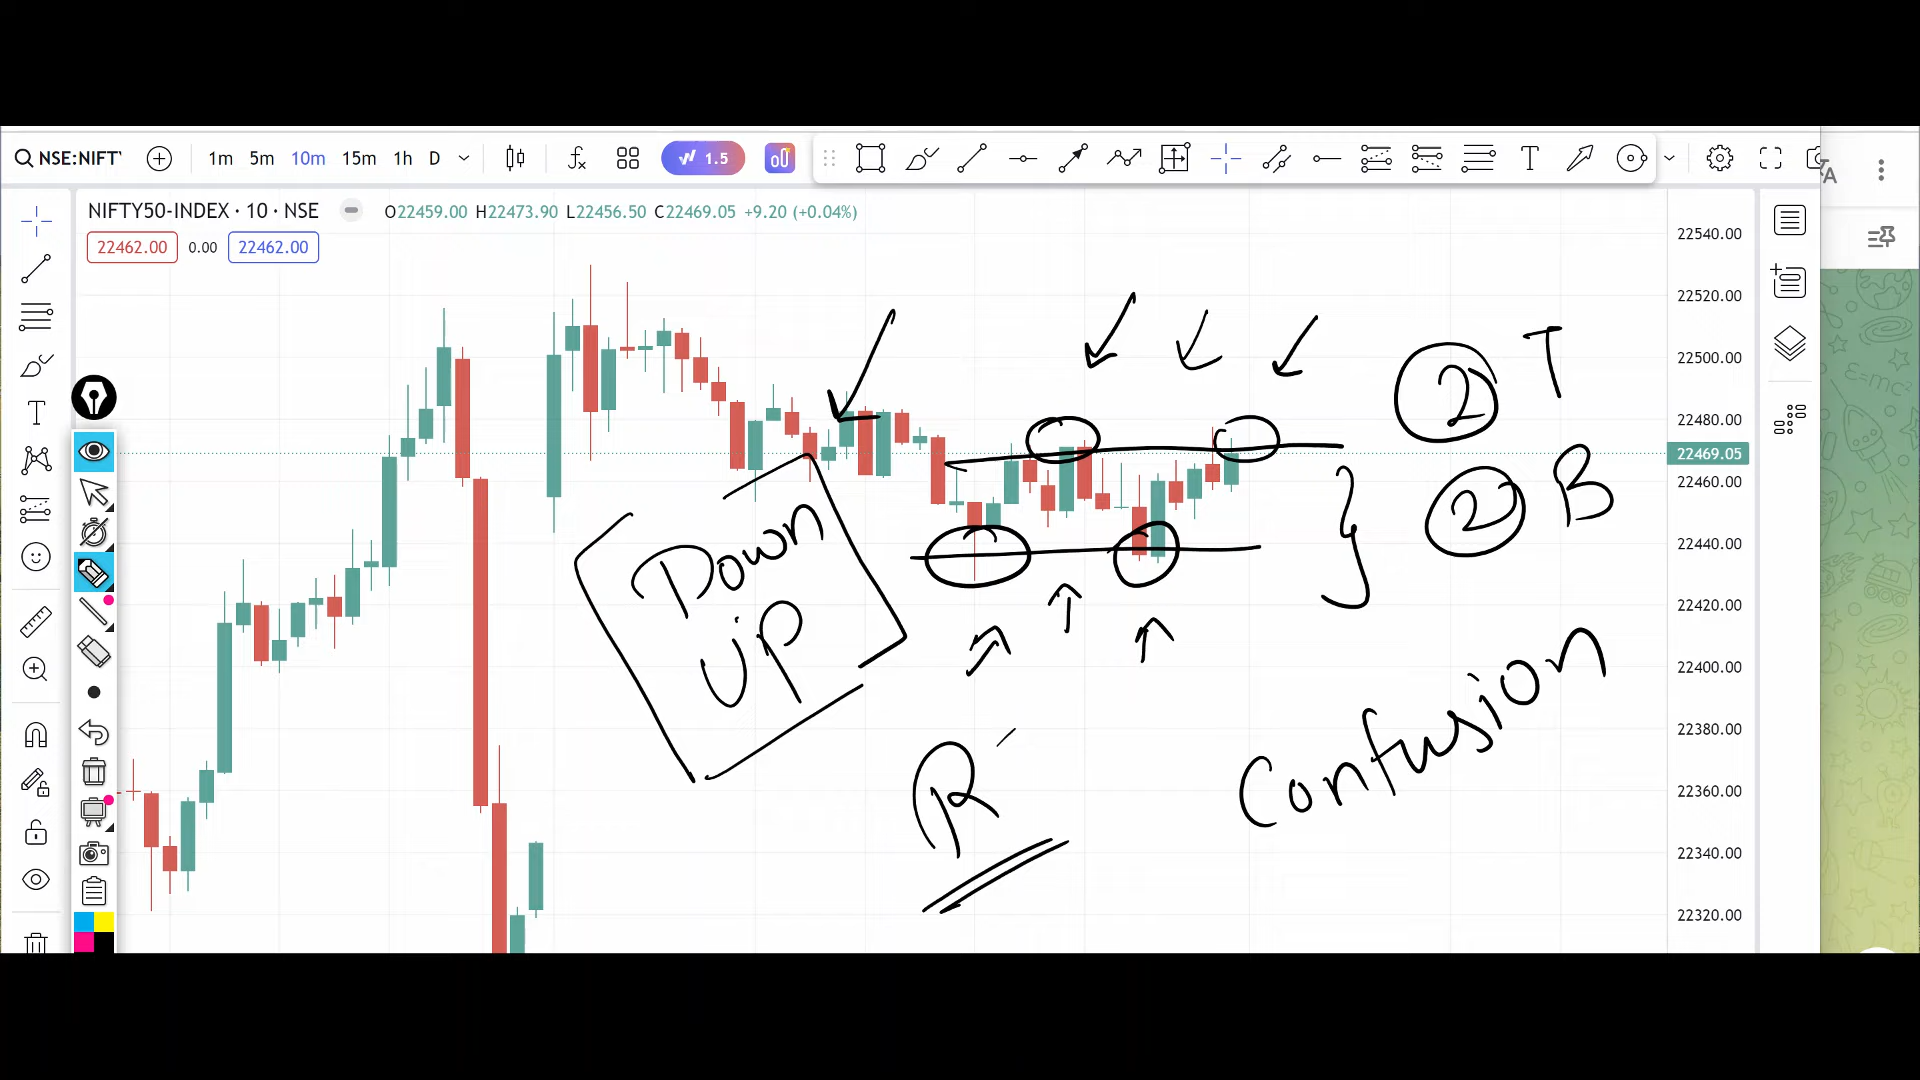 NSE:NIFT
1m 5m 10m 15m 1h D
1.5
NIFTY50-INDEX · 10 · NSE
O22459.00 H22473.90 L22456.50 C22469.05 +9.20 (+0.04%)
22462.00 0.00 22462.00
22540.00
22520.00
22500.00
22480.00
22469.05
22460.00
22440.00
22420.00
22400.00
22380.00
22360.00
22340.00
22320.00
2 T
2 B
Down
UP
R
Confusion